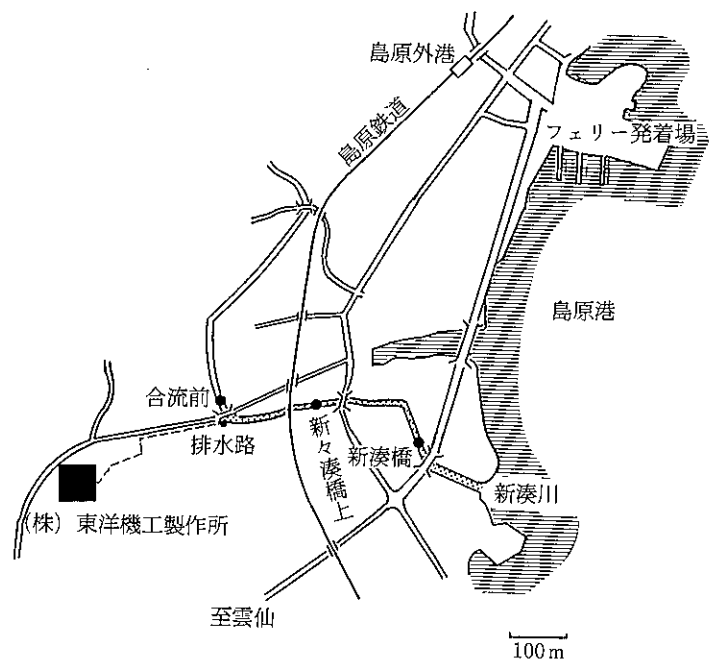 島原外港
島原鉄道
フェリー発着場
島原港
合流前
排水路
新々湊橋上
新湊橋
新湊川
(株) 東洋機工製作所
至雲仙
100m